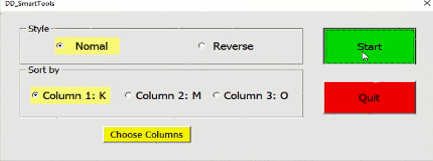 DD_SmartTools
Style
Nomal Reverse
Start
Sort by
Column 1: K Column 2: M Column 3: O
Quit
Choose Columns